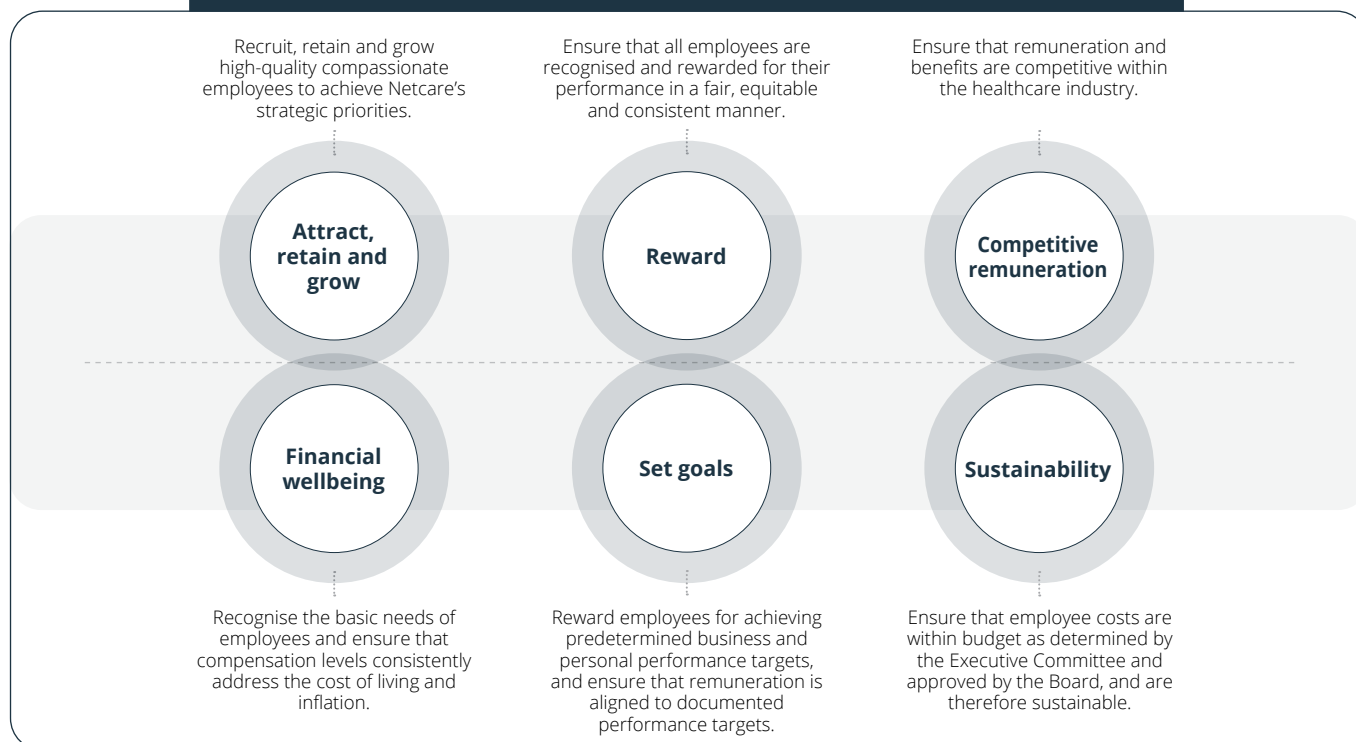 Recruit, retain and grow
high-quality compassionate
employees to achieve Netcare’s
strategic priorities.
Ensure that all employees are
recognised and rewarded for their
performance in a fair, equitable
and consistent manner.
Ensure that remuneration and
benefits are competitive within
the healthcare industry.
Attract,
retain and
grow
Reward
Competitive
remuneration
Financial
wellbeing
Set goals
Sustainability
Recognise the basic needs of
employees and ensure that
compensation levels consistently
address the cost of living and
inflation.
Reward employees for achieving
predetermined business and
personal performance targets,
and ensure that remuneration is
aligned to documented
performance targets.
Ensure that employee costs are
within budget as determined by
the Executive Committee and
approved by the Board, and are
therefore sustainable.